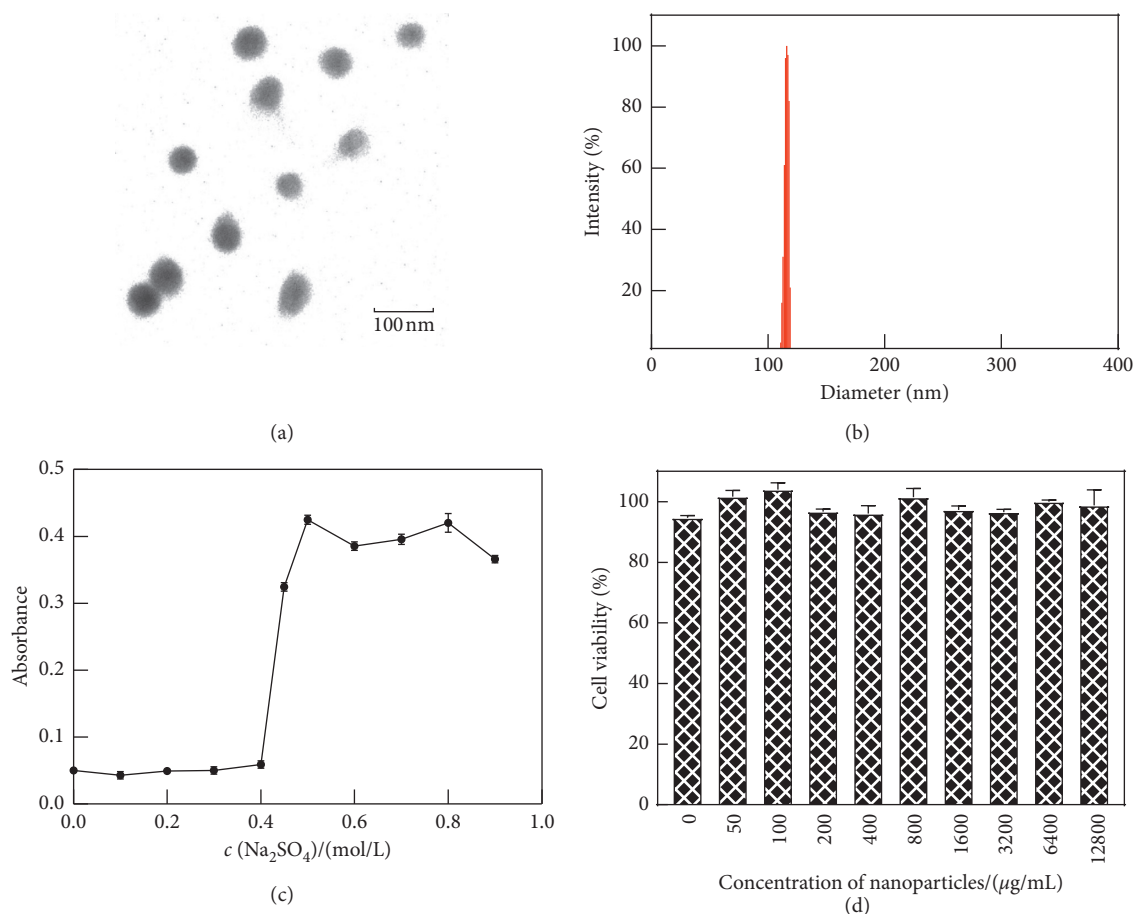 100 nm
(a)
100
80
60
40
20
Intensity (%)
0 100 200 300 400
Diameter (nm)
(b)
0.5
0.4
0.3
0.2
0.1
0.0
Absorbance
0.0 0.2 0.4 0.6 0.8 1.0
c (Na₂SO₄)/(mol/L)
(c)
100
80
60
40
20
0
Cell viability (%)
0 50 100 200 400 800 1600 3200 6400 12800
Concentration of nanoparticles/(μg/mL)
(d)